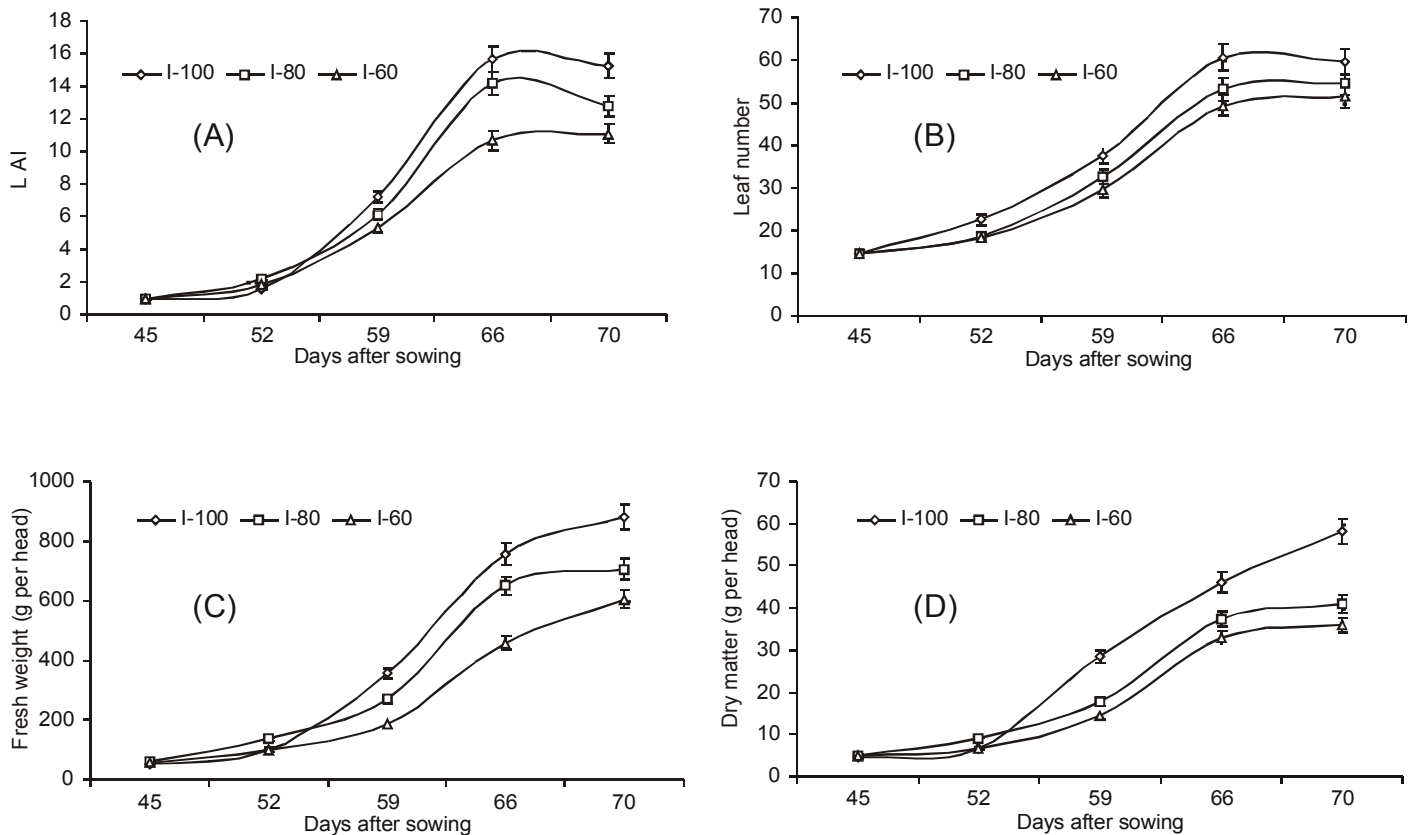 18
16
14
12
10
8
6
4
2
0
L AI
I-100 I-80 I-60
(A)
45 52 59 66 70
Days after sowing
70
60
50
40
30
20
10
0
Leaf number
I-100 I-80 I-60
(B)
45 52 59 66 70
Days after sowing
1000
800
600
400
200
0
Fresh weight (g per head)
I-100 I-80 I-60
(C)
45 52 59 66 70
Days after sowing
70
60
50
40
30
20
10
0
Dry matter (g per head)
I-100 I-80 I-60
(D)
45 52 59 66 70
Days after sowing